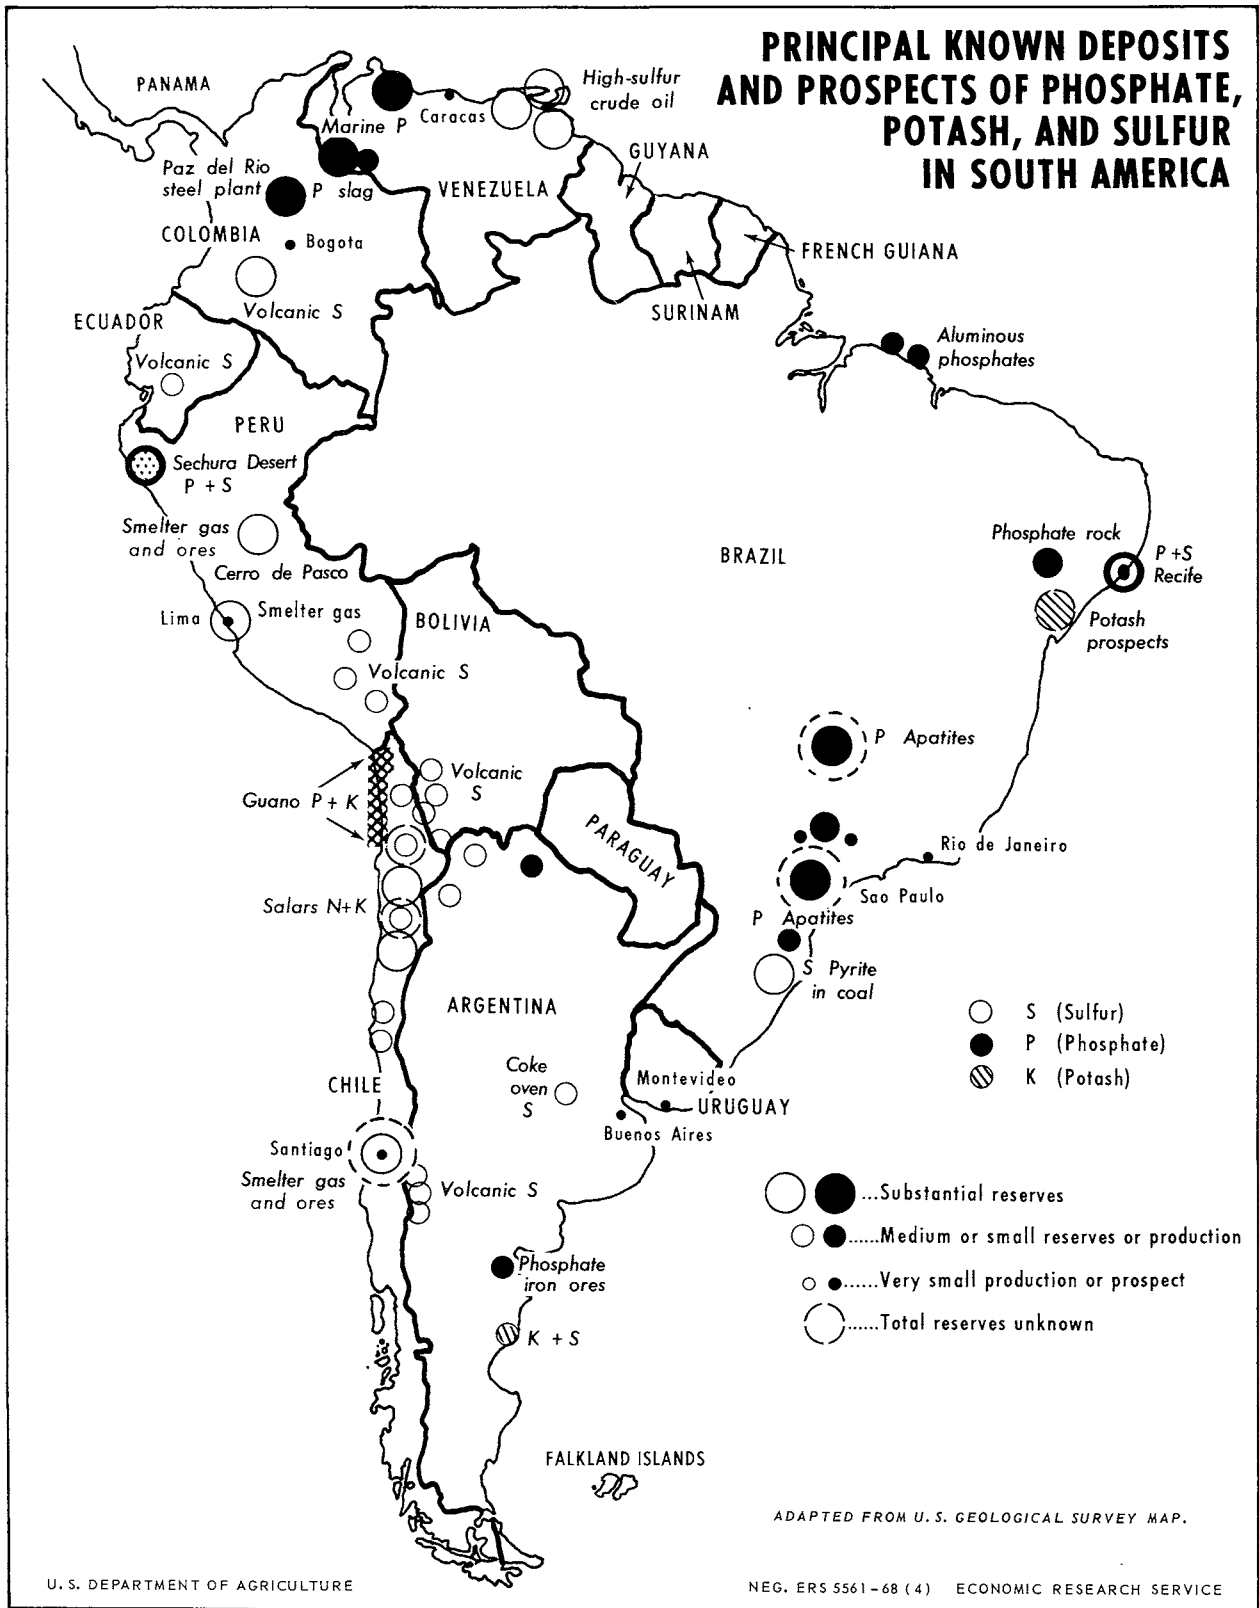 PRINCIPAL KNOWN DEPOSITS
AND PROSPECTS OF PHOSPHATE,
POTASH, AND SULFUR
IN SOUTH AMERICA
PANAMA
High-sulfur
crude oil
Caracas
Marine P
GUYANA
Paz del Rio
steel plant
P slag
VENEZUELA
COLOMBIA
Bogota
FRENCH GUIANA
Volcanic S
SURINAM
ECUADOR
Volcanic S
Aluminous
phosphates
PERU
Sechura Desert
P + S
Smelter gas
and ores
Cerro de Pasco
BRAZIL
Phosphate rock
P + S
Recife
Lima
Smelter gas
BOLIVIA
Potash
prospects
Volcanic S
P Apatites
Volcanic
S
Guano P + K
PARAGUAY
Rio de Janeiro
Sao Paulo
Salars N+K
P Apatites
S Pyrite
in coal
ARGENTINA
S (Sulfur)
P (Phosphate)
K (Potash)
Coke
oven
S
CHILE
Montevideo
URUGUAY
Buenos Aires
Santiago
Smelter gas
and ores
Volcanic S
...Substantial reserves
......Medium or small reserves or production
......Very small production or prospect
......Total reserves unknown
Phosphate
iron ores
K + S
FALKLAND ISLANDS
ADAPTED FROM U.S. GEOLOGICAL SURVEY MAP.
U. S. DEPARTMENT OF AGRICULTURE
NEG. ERS 5561-68 (4) ECONOMIC RESEARCH SERVICE